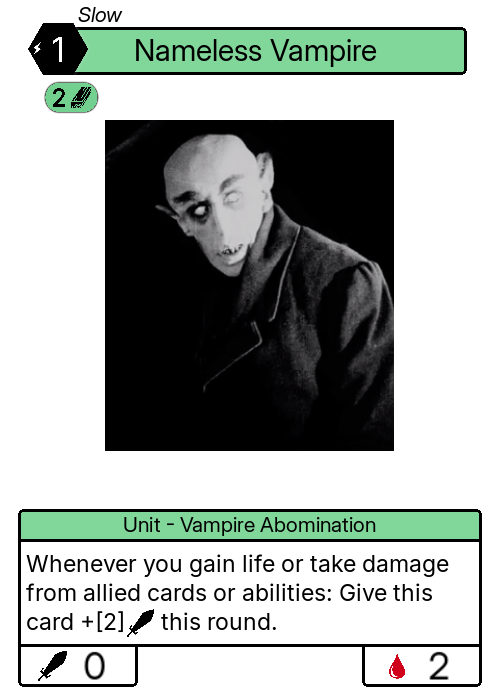 Slow
1 Nameless Vampire
2
Unit - Vampire Abomination
Whenever you gain life or take damage
from allied cards or abilities: Give this
card +[2] this round.
0 2